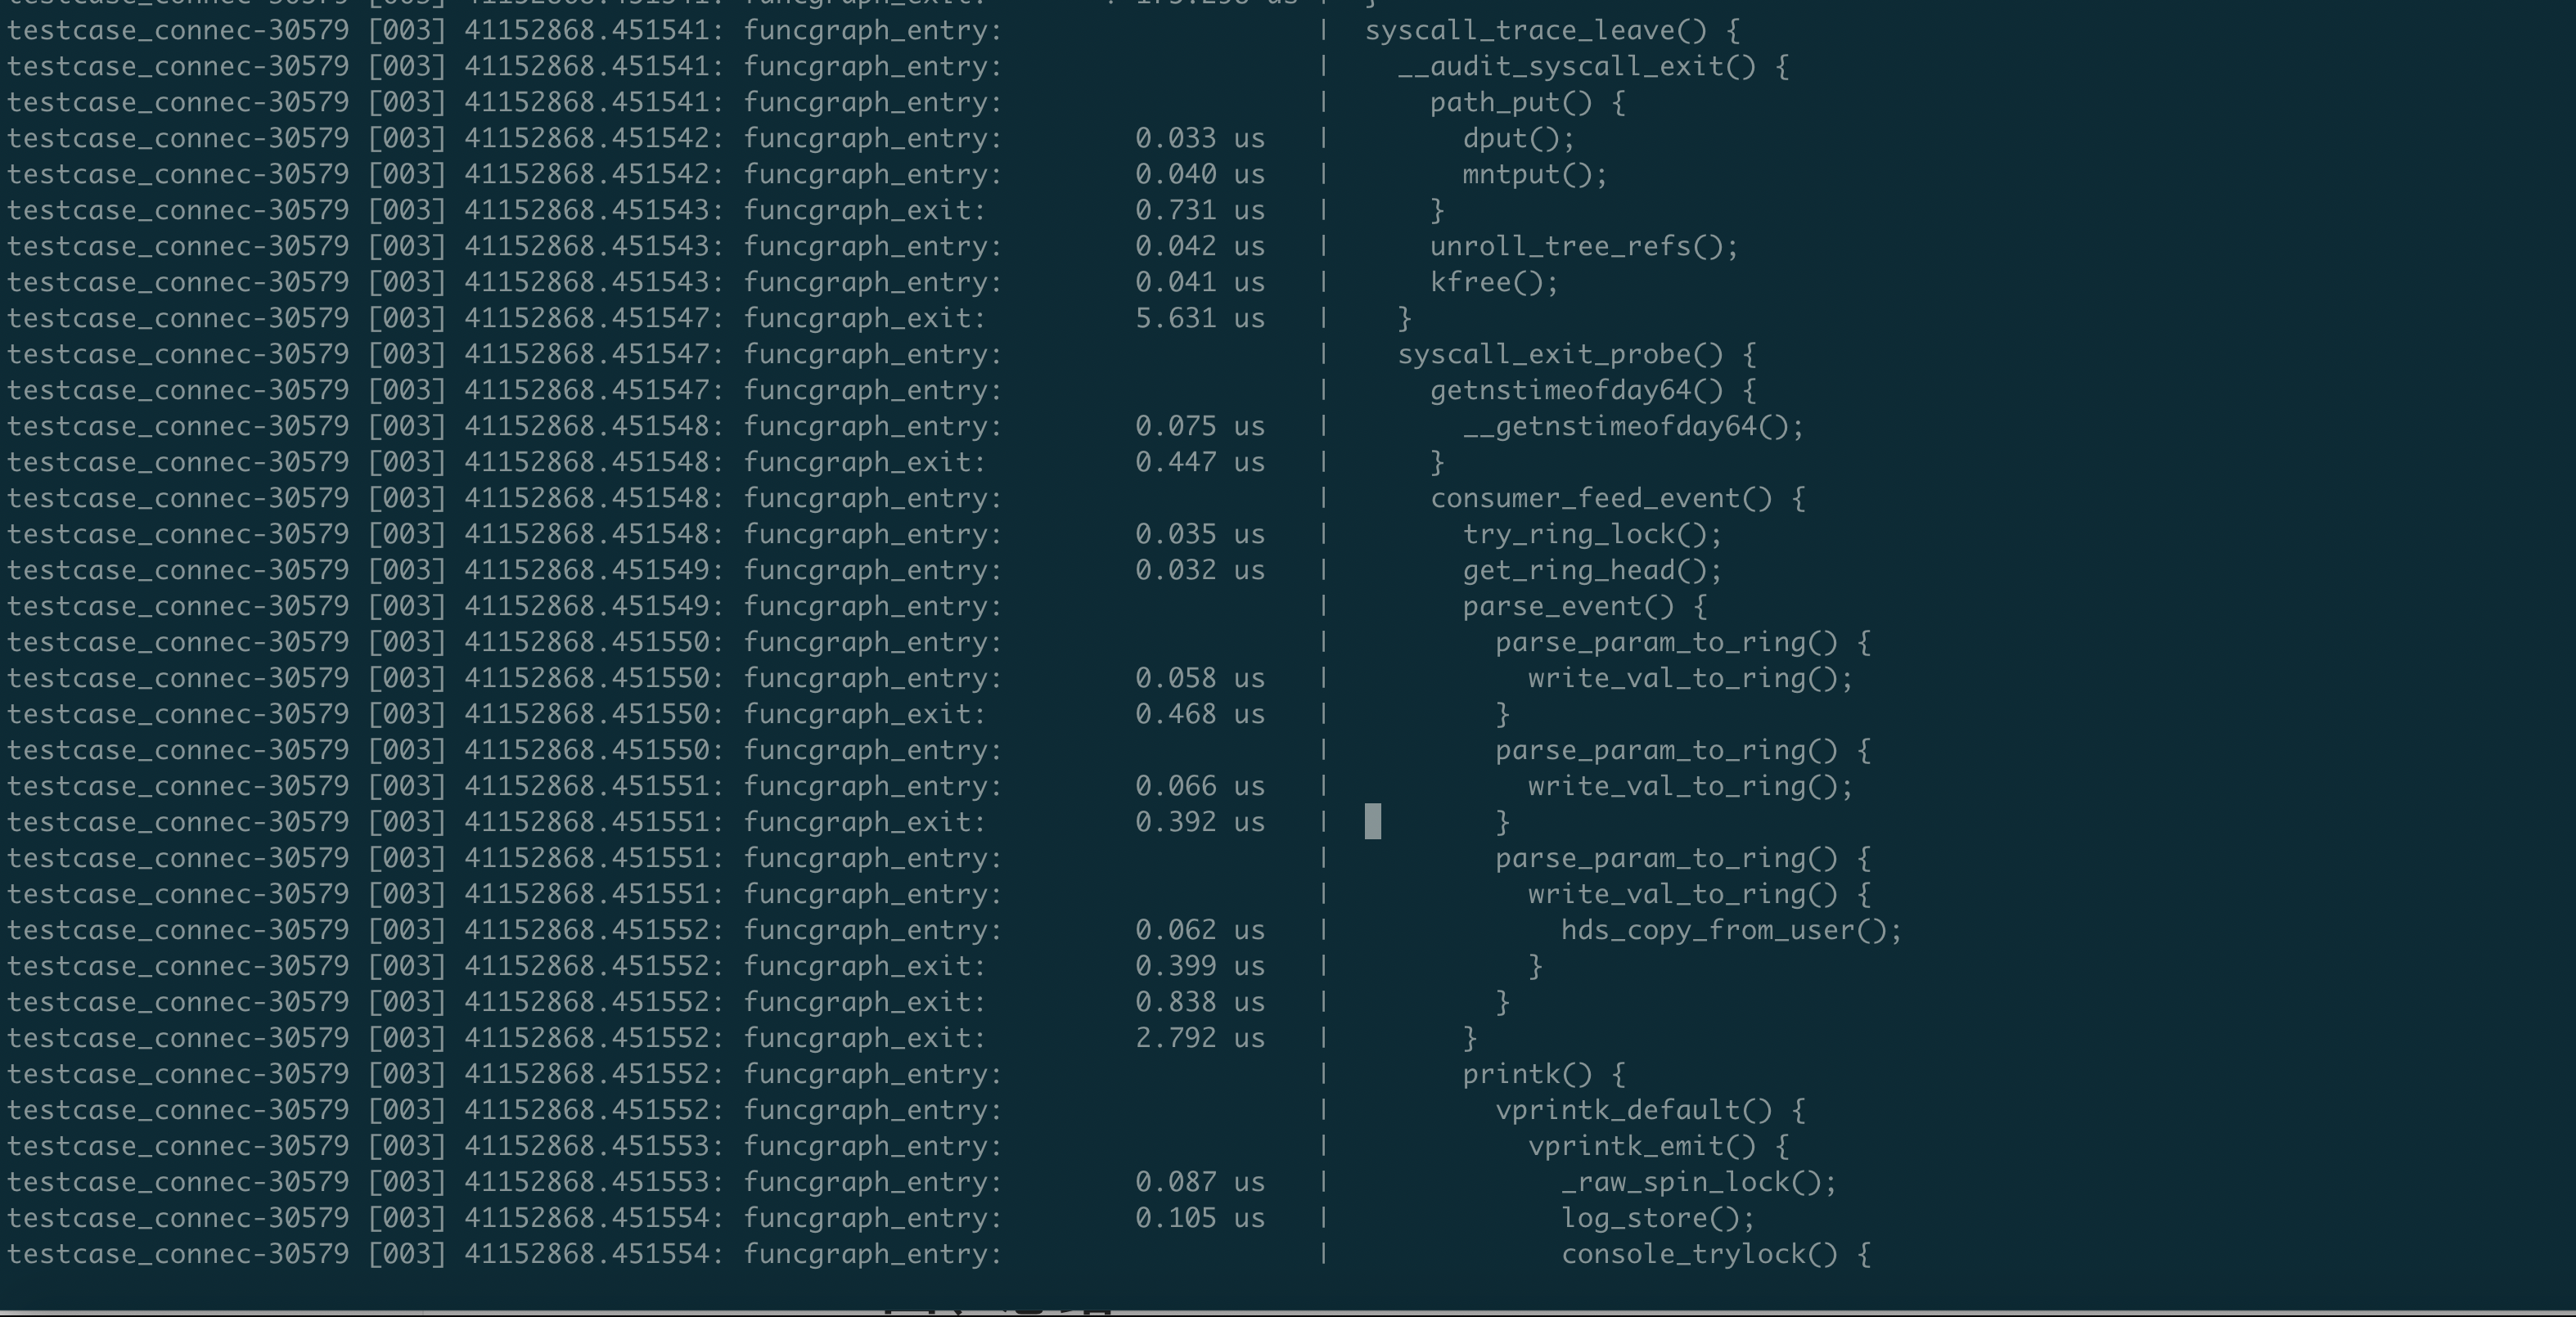 testcase_connec-30579 [003] 41152868.451541: funcgraph_entry: | syscall_trace_leave() {
testcase_connec-30579 [003] 41152868.451541: funcgraph_entry: | __audit_syscall_exit() {
testcase_connec-30579 [003] 41152868.451541: funcgraph_entry: | path_put() {
testcase_connec-30579 [003] 41152868.451542: funcgraph_entry: 0.033 us | dput();
testcase_connec-30579 [003] 41152868.451542: funcgraph_entry: 0.040 us | mntput();
testcase_connec-30579 [003] 41152868.451543: funcgraph_exit: 0.731 us | }
testcase_connec-30579 [003] 41152868.451543: funcgraph_entry: 0.042 us | unroll_tree_refs();
testcase_connec-30579 [003] 41152868.451543: funcgraph_entry: 0.041 us | kfree();
testcase_connec-30579 [003] 41152868.451547: funcgraph_exit: 5.631 us | }
testcase_connec-30579 [003] 41152868.451547: funcgraph_entry: | syscall_exit_probe() {
testcase_connec-30579 [003] 41152868.451547: funcgraph_entry: | getnstimeofday64() {
testcase_connec-30579 [003] 41152868.451548: funcgraph_entry: 0.075 us | __getnstimeofday64();
testcase_connec-30579 [003] 41152868.451548: funcgraph_exit: 0.447 us | }
testcase_connec-30579 [003] 41152868.451548: funcgraph_entry: | consumer_feed_event() {
testcase_connec-30579 [003] 41152868.451548: funcgraph_entry: 0.035 us | try_ring_lock();
testcase_connec-30579 [003] 41152868.451549: funcgraph_entry: 0.032 us | get_ring_head();
testcase_connec-30579 [003] 41152868.451549: funcgraph_entry: | parse_event() {
testcase_connec-30579 [003] 41152868.451550: funcgraph_entry: | parse_param_to_ring() {
testcase_connec-30579 [003] 41152868.451550: funcgraph_entry: 0.058 us | write_val_to_ring();
testcase_connec-30579 [003] 41152868.451550: funcgraph_exit: 0.468 us | }
testcase_connec-30579 [003] 41152868.451550: funcgraph_entry: | parse_param_to_ring() {
testcase_connec-30579 [003] 41152868.451551: funcgraph_entry: 0.066 us | write_val_to_ring();
testcase_connec-30579 [003] 41152868.451551: funcgraph_exit: 0.392 us | }
testcase_connec-30579 [003] 41152868.451551: funcgraph_entry: | parse_param_to_ring() {
testcase_connec-30579 [003] 41152868.451551: funcgraph_entry: | write_val_to_ring() {
testcase_connec-30579 [003] 41152868.451552: funcgraph_entry: 0.062 us | hds_copy_from_user();
testcase_connec-30579 [003] 41152868.451552: funcgraph_exit: 0.399 us | }
testcase_connec-30579 [003] 41152868.451552: funcgraph_exit: 0.838 us | }
testcase_connec-30579 [003] 41152868.451552: funcgraph_exit: 2.792 us | }
testcase_connec-30579 [003] 41152868.451552: funcgraph_entry: | printk() {
testcase_connec-30579 [003] 41152868.451552: funcgraph_entry: | vprintk_default() {
testcase_connec-30579 [003] 41152868.451553: funcgraph_entry: | vprintk_emit() {
testcase_connec-30579 [003] 41152868.451553: funcgraph_entry: 0.087 us | _raw_spin_lock();
testcase_connec-30579 [003] 41152868.451554: funcgraph_entry: 0.105 us | log_store();
testcase_connec-30579 [003] 41152868.451554: funcgraph_entry: | console_trylock() {